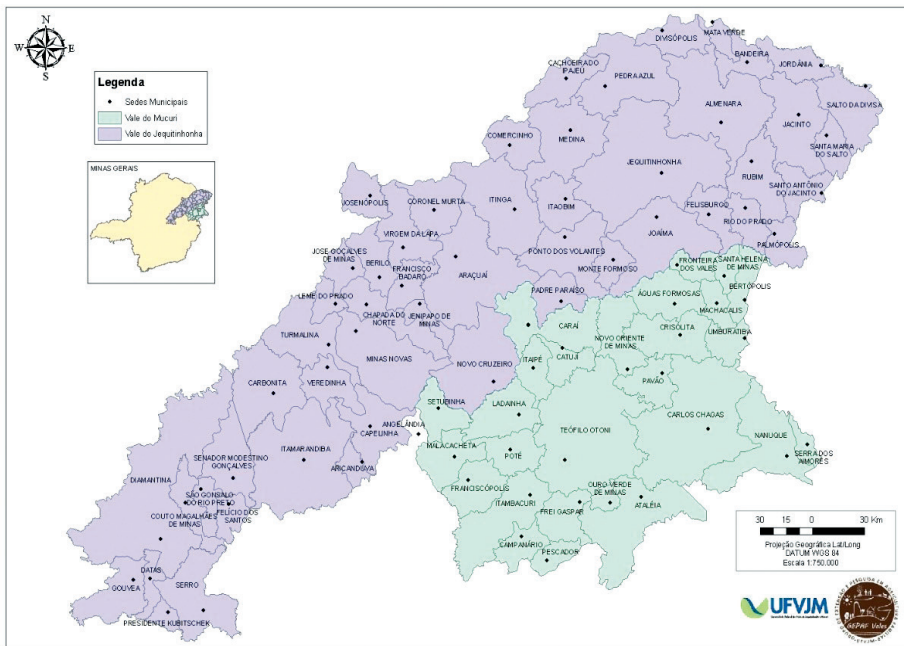 N
W E
S
Legenda
Sedes Municipais
Vale do Mucuri
Vale do Jequitinhonha
MINAS GERAIS
DIVISÓPOLIS
MATA VERDE
BANDEIRA
JORDÂNIA
CACHOEIRA DO
PAJEÚ
PEDRA AZUL
ALMENARA
SALTO DA DIVISA
JACINTO
COMERCINHO
MEDINA
SANTA MARIA
DO SALTO
JEQUITINHONHA
RUBIM
SANTO ANTÔNIO
DO JACINTO
JOSENÓPOLIS
CORONEL MURTA
ITINGA
ITAOBIM
FELISBURGO
RIO DO PRADO
VIRGEM DA LAPA
JOAÍMA
PALMÓPOLIS
JOSE GOÇALVES
DE MINAS
BERILO
FRANCISCO
BADARÓ
ARAÇUAÍ
PONTO DOS VOLANTES
MONTE FORMOSO
FRONTEIRA
DOS VALES
SANTA HELENA
DE MINAS
BERTÓPOLIS
LEME DO PRADO
CHAPADA DO
NORTE
JENIPAPO DE
MINAS
PADRE PARAÍSO
ÁGUAS FORMOSAS
MACHACALIS
TURMALINA
CARAÍ
CRISOLITA
UMBURATIBA
MINAS NOVAS
NOVO CRUZEIRO
ITAIPÉ
CATUJI
NOVO ORIENTE
DE MINAS
PAVÃO
CARBONITA
VEREDINHA
SETUBINHA
LADAINHA
CARLOS CHAGAS
ANGELÂNDIA
CAPELINHA
TEÓFILO OTONI
NANUQUE
SERRA DOS
AIMORÉS
ITAMARANDIBA
MALACACHETA
POTÉ
SENADOR MODESTINO
GONÇALVES
ARICANDUVA
DIAMANTINA
FRANCISCÓPOLIS
OURO VERDE
DE MINAS
SÃO GONSALO
DO RIO PRETO
ITAMBACURI
FREI GASPAR
ATALÉIA
COUTO MAGALHÃES
DE MINAS
FELÍCIO DOS
SANTOS
CAMPANÁRIO
PESCADOR
DATAS
GOUVEA
SERRO
PRESIDENTE KUBITSCHEK
30 15 0 30 Km
Projeção Geográfica Lat/Long
DATUM WGS 84
Escala 1:750.000
UFVJM
GEPAF Vales